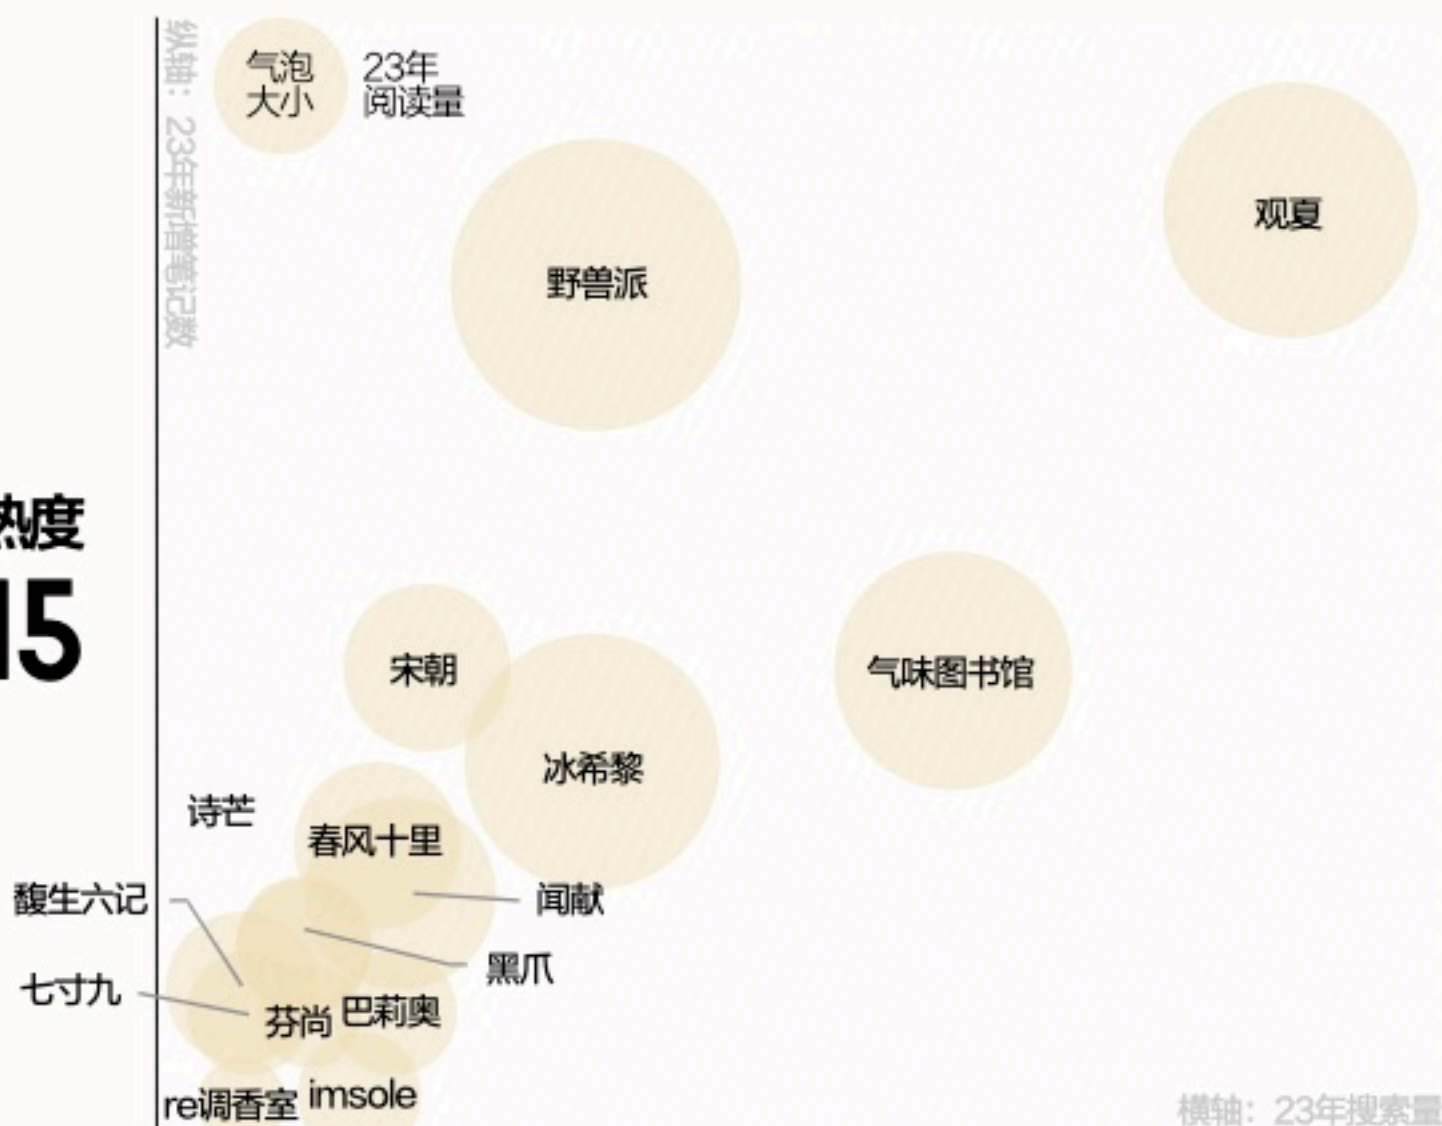 纵轴：23年新增笔记数
气泡
大小
23年
阅读量
观夏
野兽派
热度
15
宋朝
气味图书馆
冰希黎
诗芒
春风十里
馥生六记
闻献
黑爪
七寸九
芬尚
巴莉奥
re调香室
imsole
横轴：23年搜索量